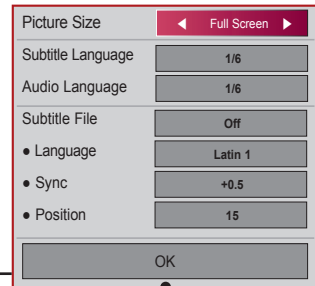 Picture Size ◀ Full Screen ▶
Subtitle Language 1/6
Audio Language 1/6
Subtitle File Off
● Language Latin 1
● Sync +0.5
● Position 15
OK